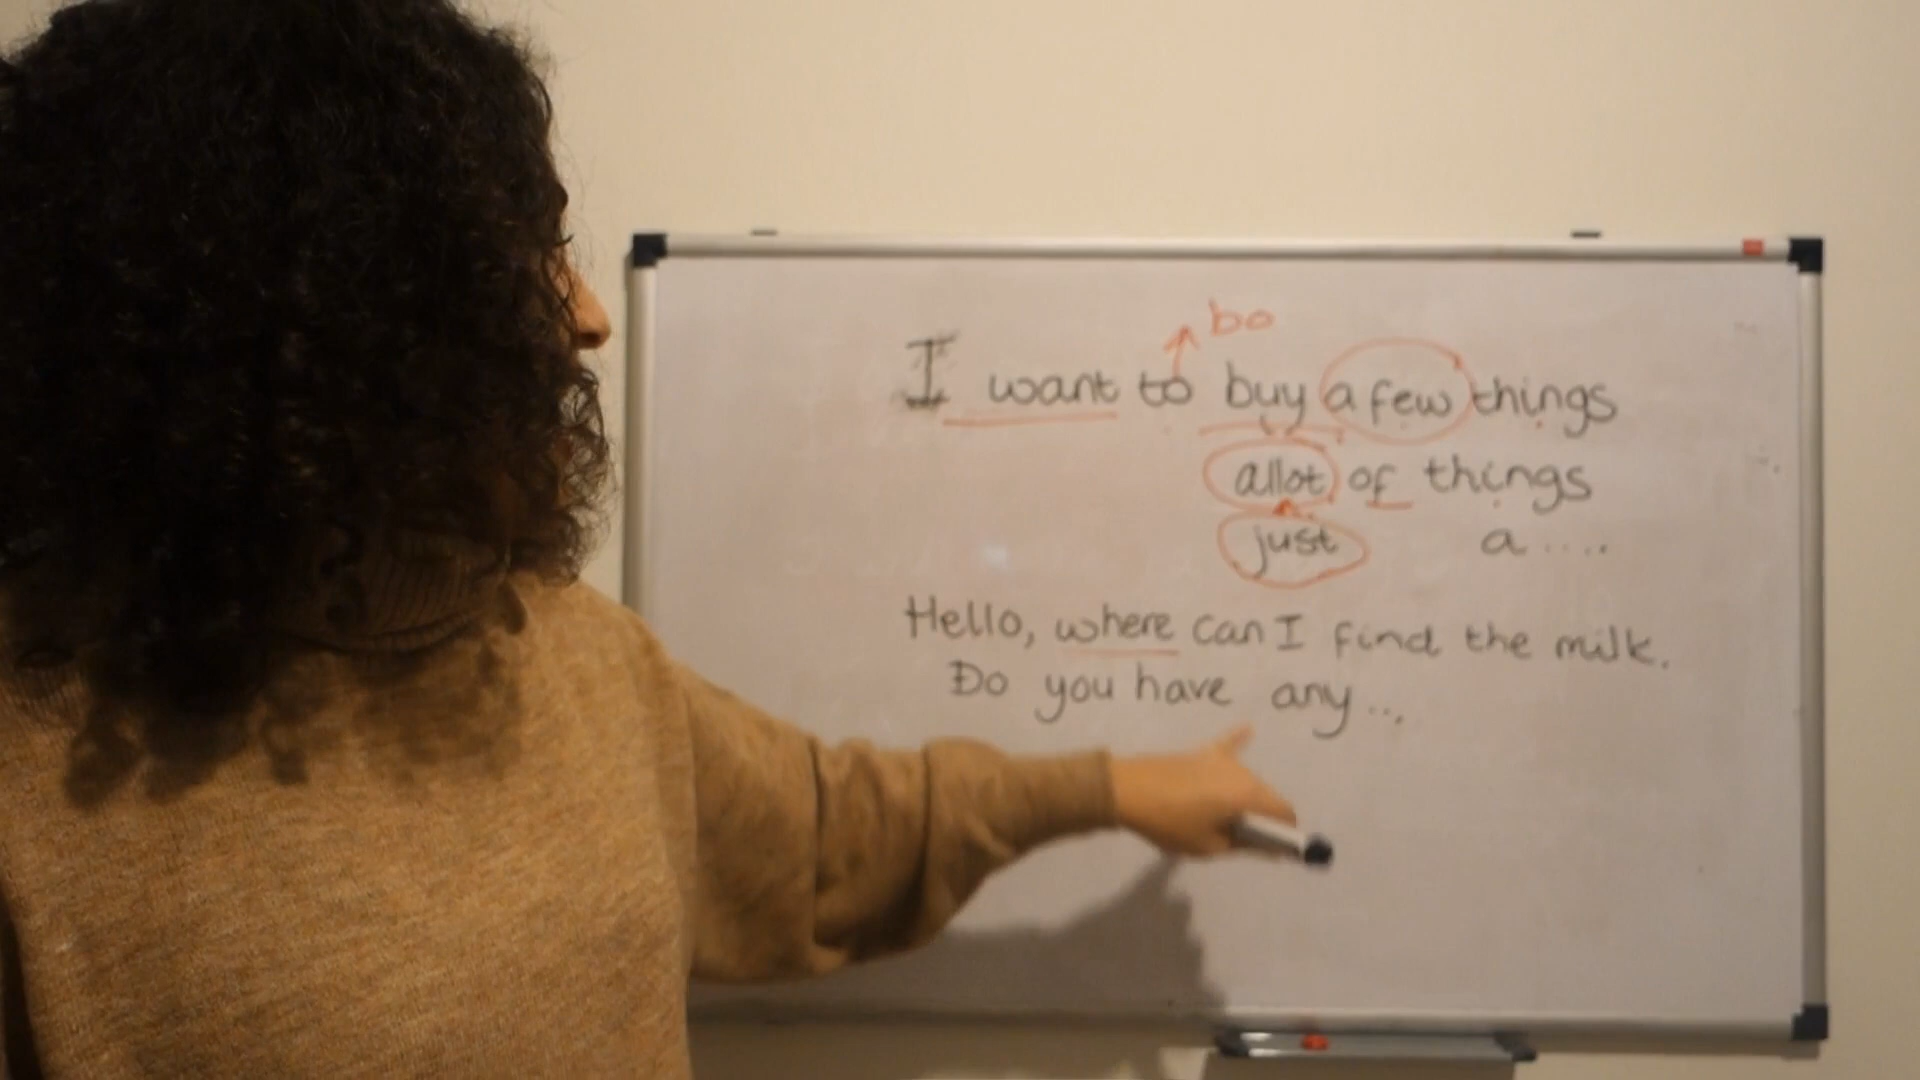 bo
I want to buy a few things
allot of things
just a ....
Hello, where can I find the milk.
Do you have any ...